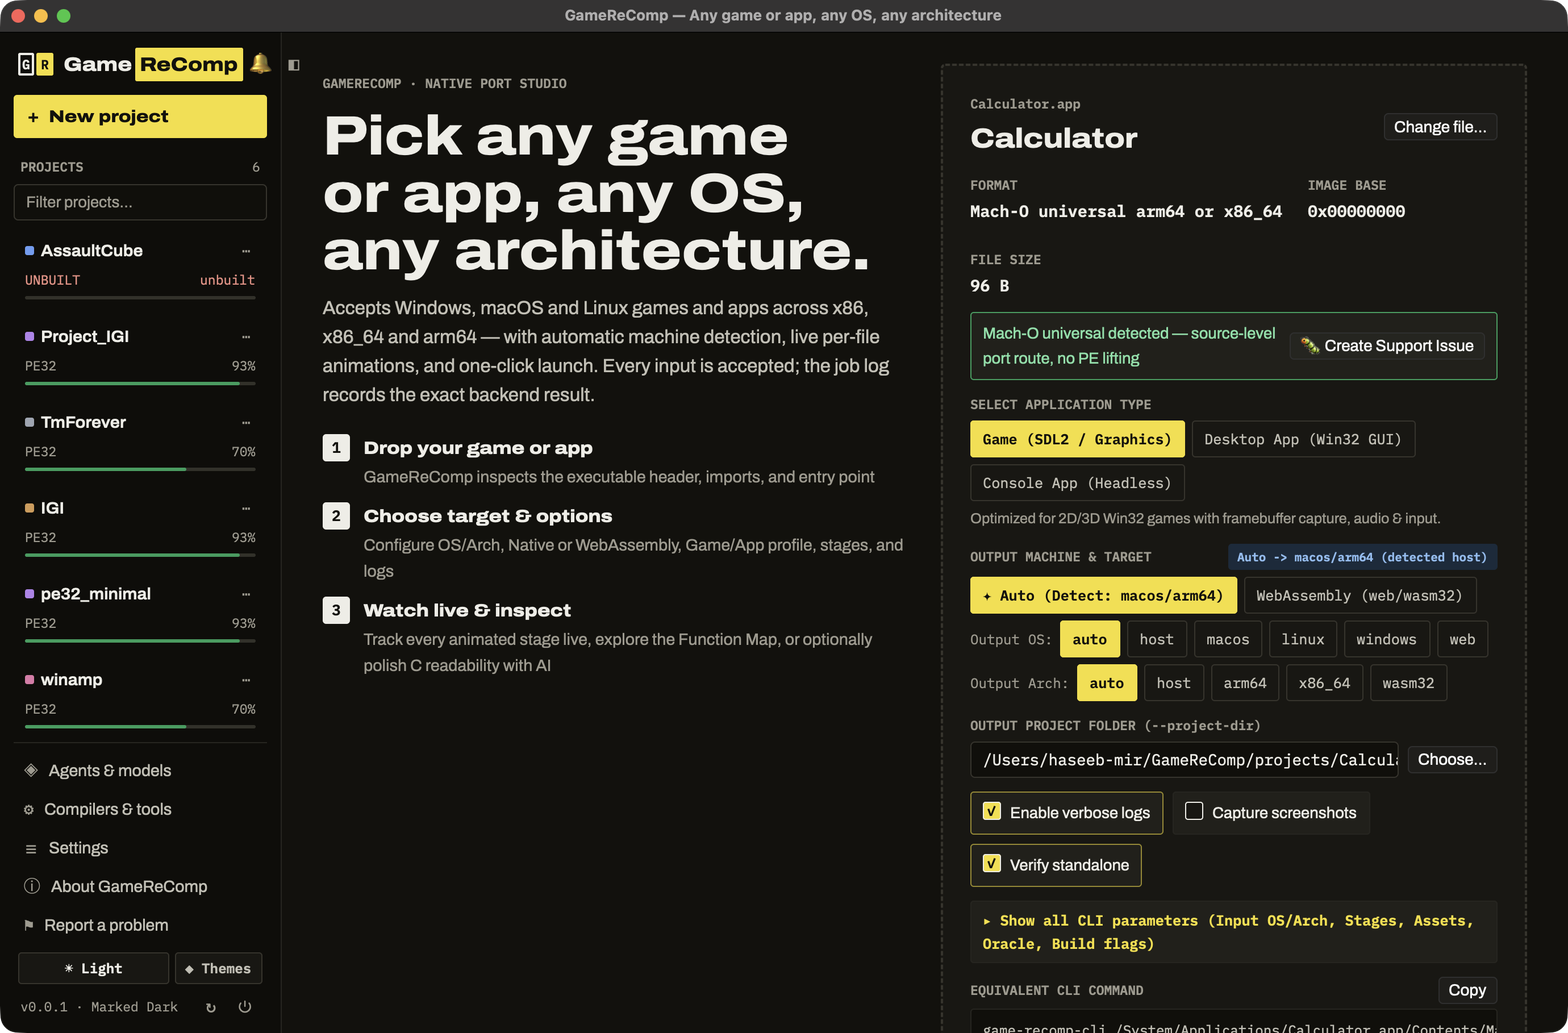 GameReComp — Any game or app, any OS, any architecture
GR Game ReComp
+ New project
PROJECTS 6
Filter projects...
AssaultCube
UNBUILT unbuilt
Project_IGI
PE32 93%
TmForever
PE32 70%
IGI
PE32 93%
pe32_minimal
PE32 93%
winamp
PE32 70%
Agents & models
Compilers & tools
Settings
About GameReComp
Report a problem
Light
Themes
v0.0.1 · Marked Dark
GAMERECOMP · NATIVE PORT STUDIO
Pick any game
or app, any OS,
any architecture.
Accepts Windows, macOS and Linux games and apps across x86,
x86_64 and arm64 — with automatic machine detection, live per-file
animations, and one-click launch. Every input is accepted; the job log
records the exact backend result.
1 Drop your game or app
GameReComp inspects the executable header, imports, and entry point
2 Choose target & options
Configure OS/Arch, Native or WebAssembly, Game/App profile, stages, and
logs
3 Watch live & inspect
Track every animated stage live, explore the Function Map, or optionally
polish C readability with AI
Calculator.app
Calculator
Change file...
FORMAT IMAGE BASE
Mach-O universal arm64 or x86_64 0x00000000
FILE SIZE
96 B
Mach-O universal detected — source-level
port route, no PE lifting
Create Support Issue
SELECT APPLICATION TYPE
Game (SDL2 / Graphics) Desktop App (Win32 GUI)
Console App (Headless)
Optimized for 2D/3D Win32 games with framebuffer capture, audio & input.
OUTPUT MACHINE & TARGET Auto -> macos/arm64 (detected host)
✦ Auto (Detect: macos/arm64) WebAssembly (web/wasm32)
Output OS: auto host macos linux windows web
Output Arch: auto host arm64 x86_64 wasm32
OUTPUT PROJECT FOLDER (--project-dir)
/Users/haseeb-mir/GameReComp/projects/Calcula Choose...
Enable verbose logs Capture screenshots
Verify standalone
▸ Show all CLI parameters (Input OS/Arch, Stages, Assets,
Oracle, Build flags)
EQUIVALENT CLI COMMAND Copy
game-recomp-cli /System/Applications/Calculator.app/Contents/Ma